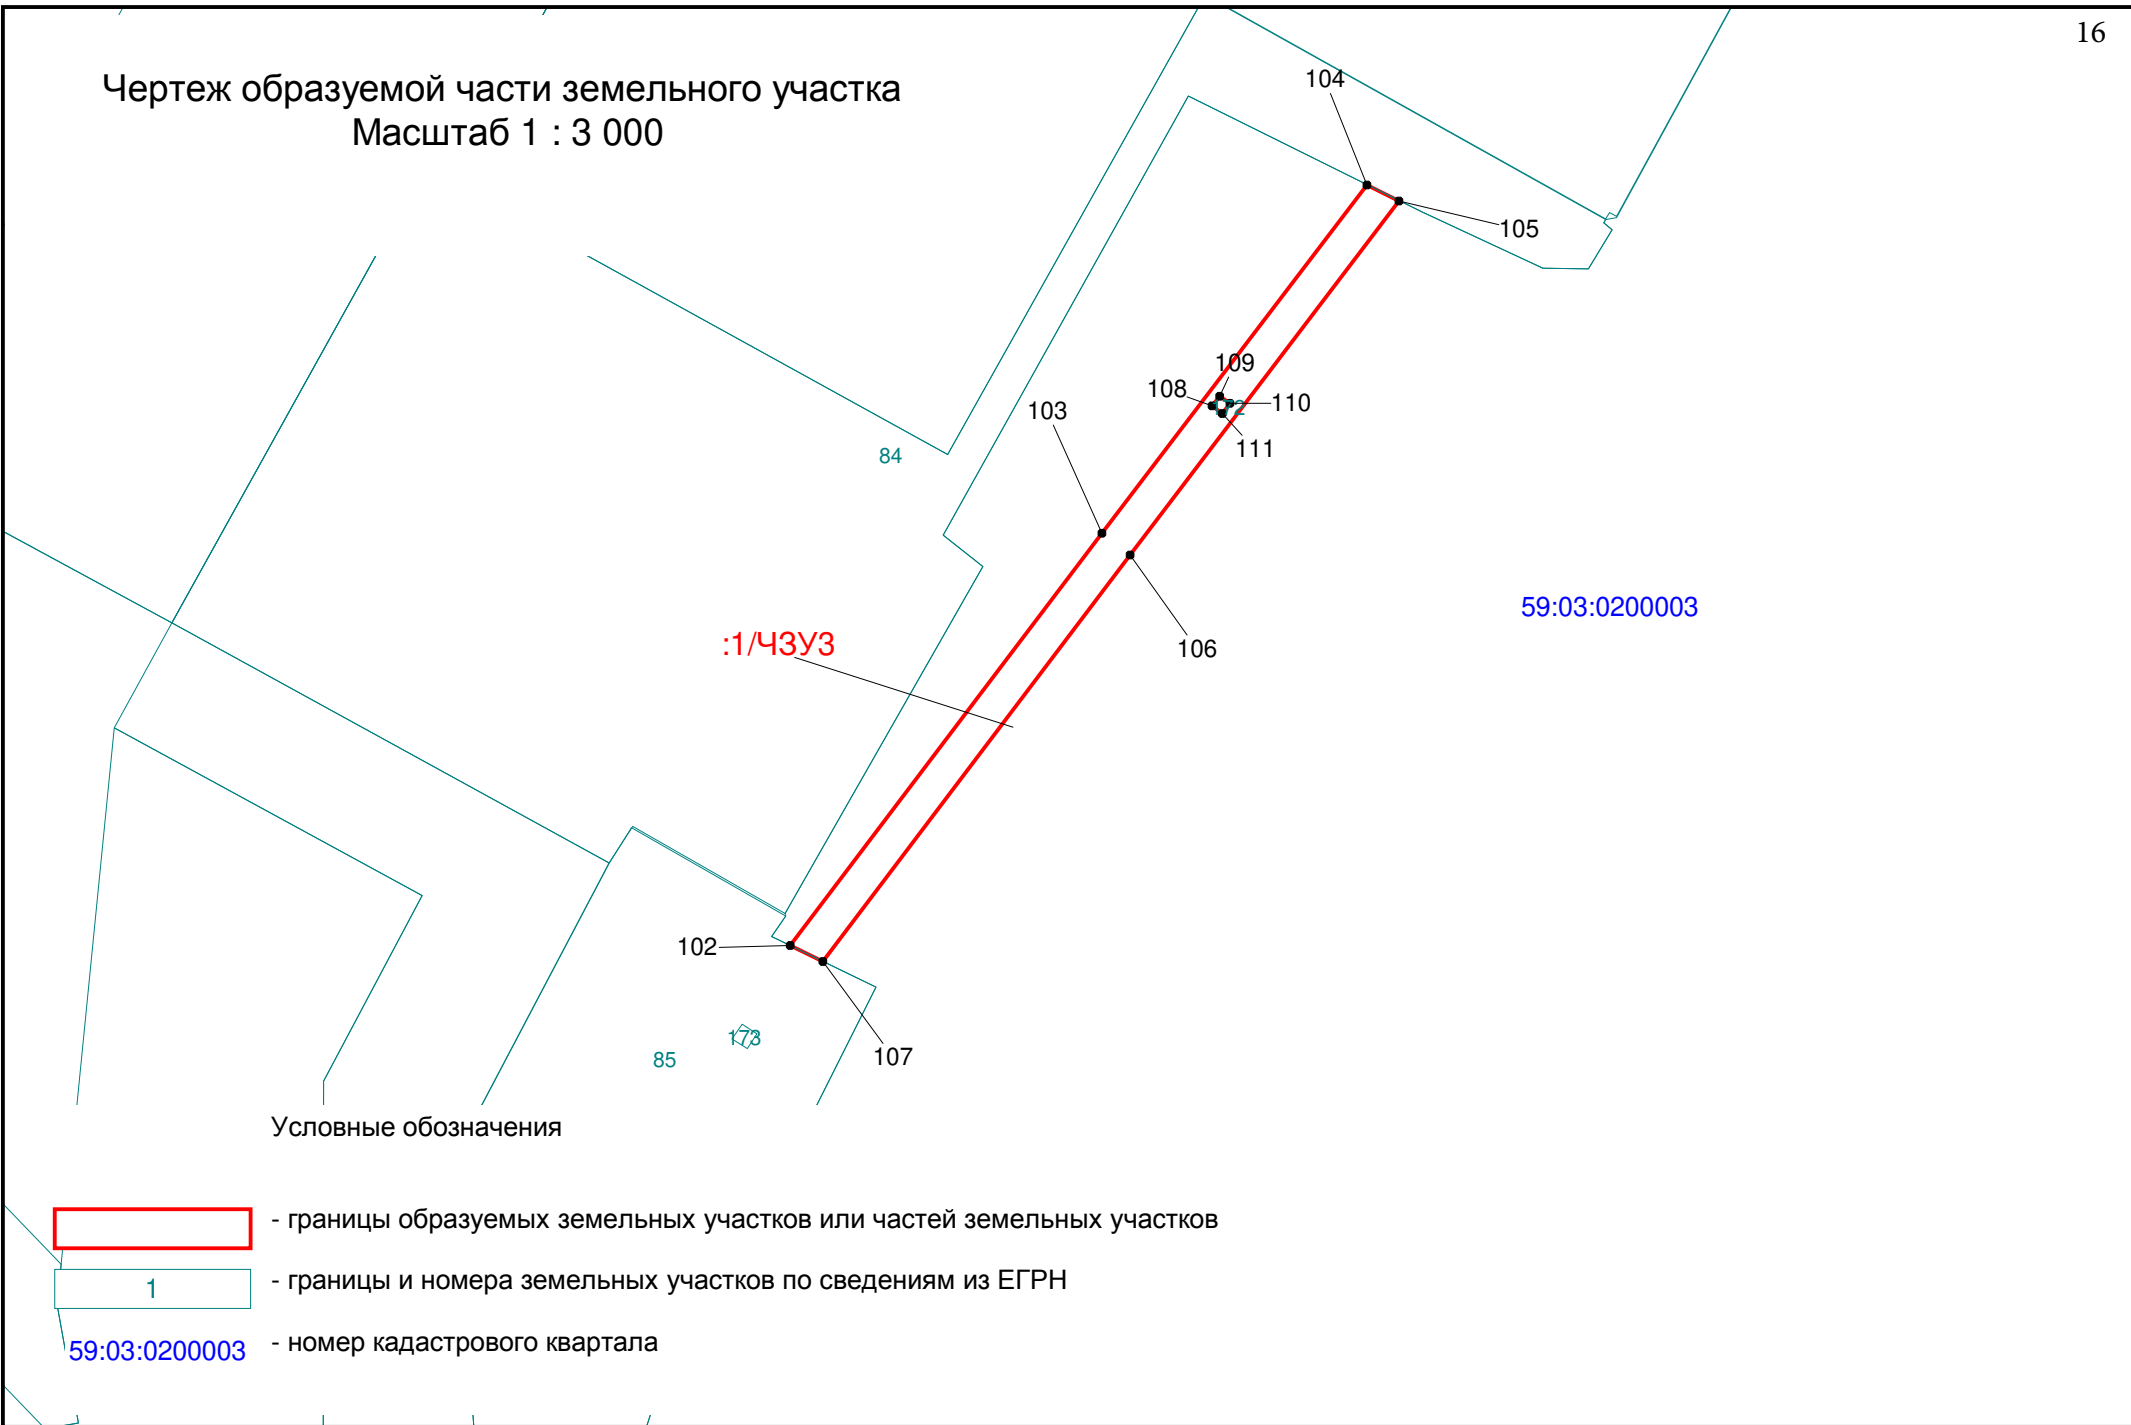 16
Чертеж образуемой части земельного участка
Масштаб 1 : 3 000
104
105
109
108
110
103
111
84
59:03:0200003
:1/ЧЗУ3
106
102
173
107
85
Условные обозначения
- границы образуемых земельных участков или частей земельных участков
1 - границы и номера земельных участков по сведениям из ЕГРН
59:03:0200003 - номер кадастрового квартала